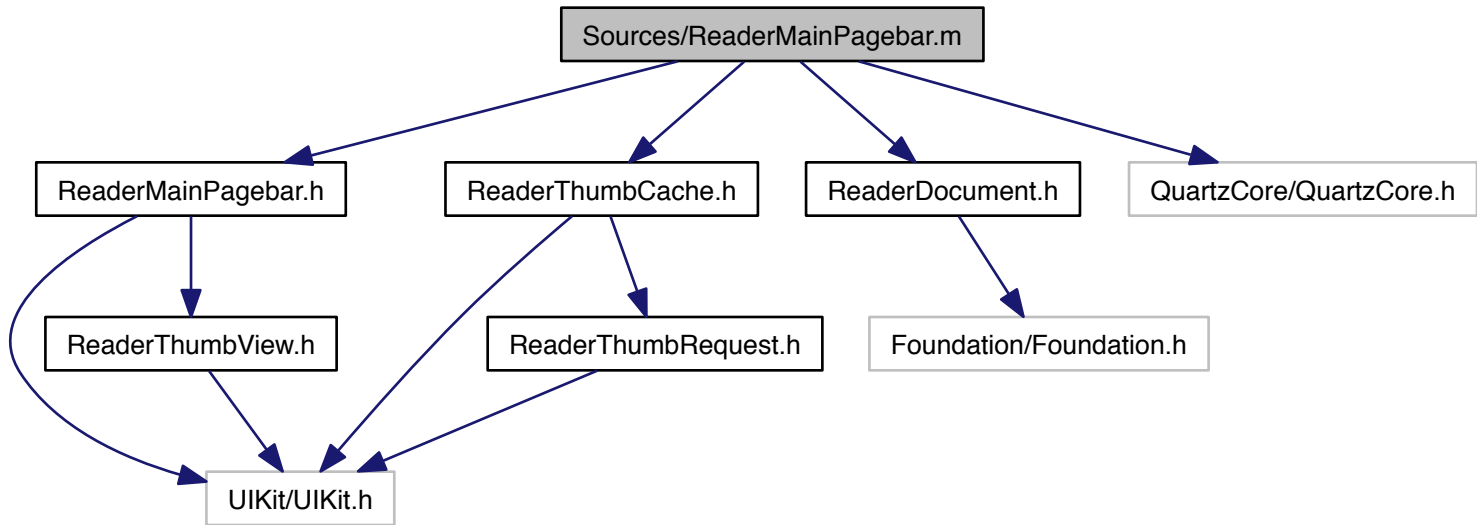 Sources/ReaderMainPagebar.m
ReaderMainPagebar.h
ReaderThumbCache.h
ReaderDocument.h
QuartzCore/QuartzCore.h
ReaderThumbView.h
ReaderThumbRequest.h
Foundation/Foundation.h
UIKit/UIKit.h